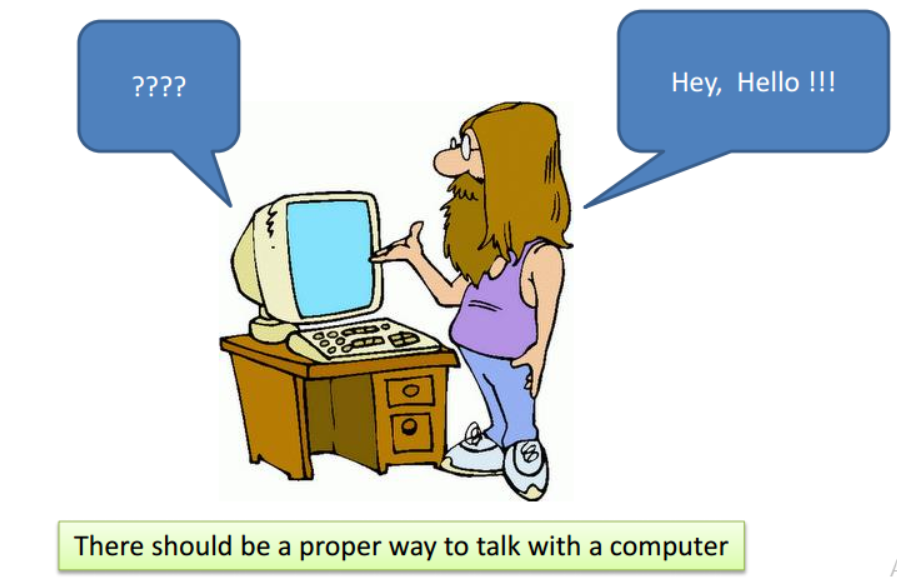 ????
Hey, Hello !!!
There should be a proper way to talk with a computer